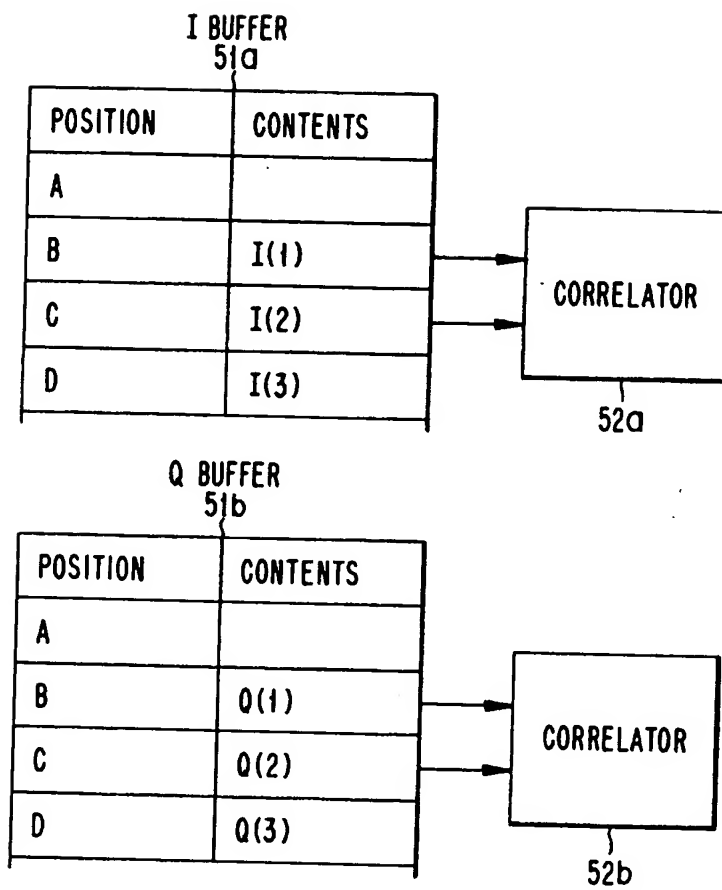 I BUFFER
51a
POSITION CONTENTS
A
B I(1)
C I(2)
D I(3)
CORRELATOR
52a
Q BUFFER
51b
POSITION CONTENTS
A
B Q(1)
C Q(2)
D Q(3)
CORRELATOR
52b